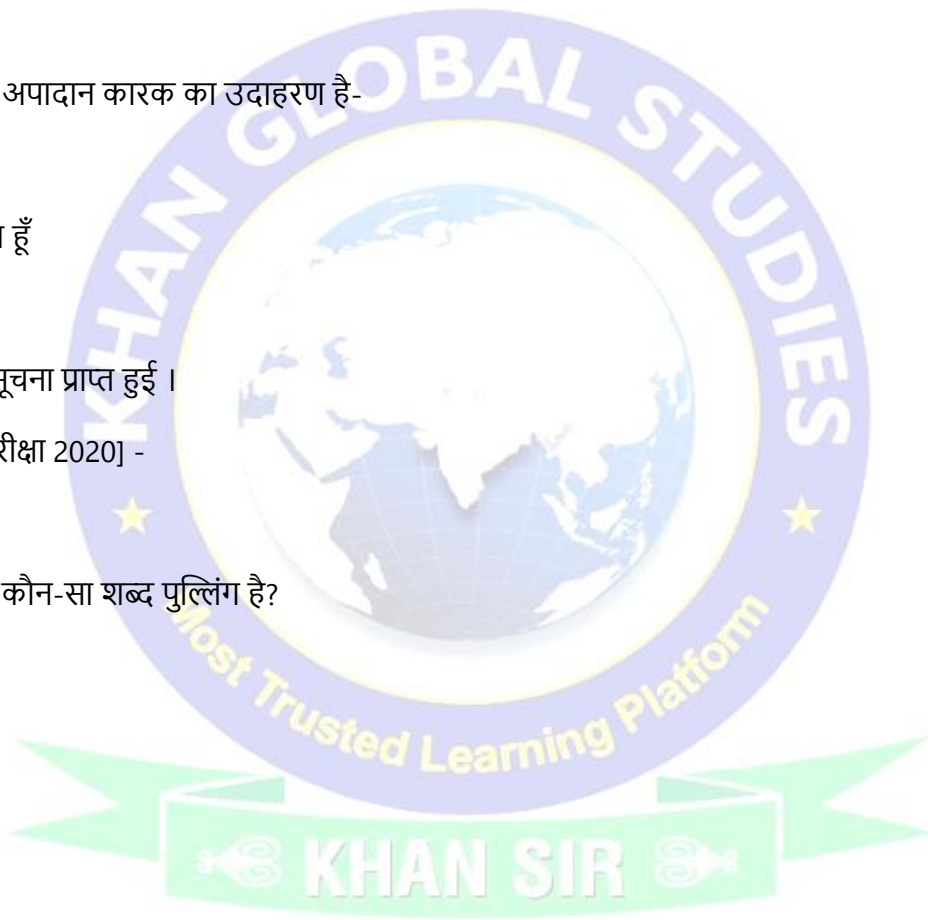 अपादान कारक का उदाहरण है-
हूँ
सूचना प्राप्त हुई ।
रीक्षा 2020] -
कौन-सा शब्द पुल्लिंग है?
KHAN GLOBAL STUDIES
Most Trusted Learning Platform
KHAN SIR